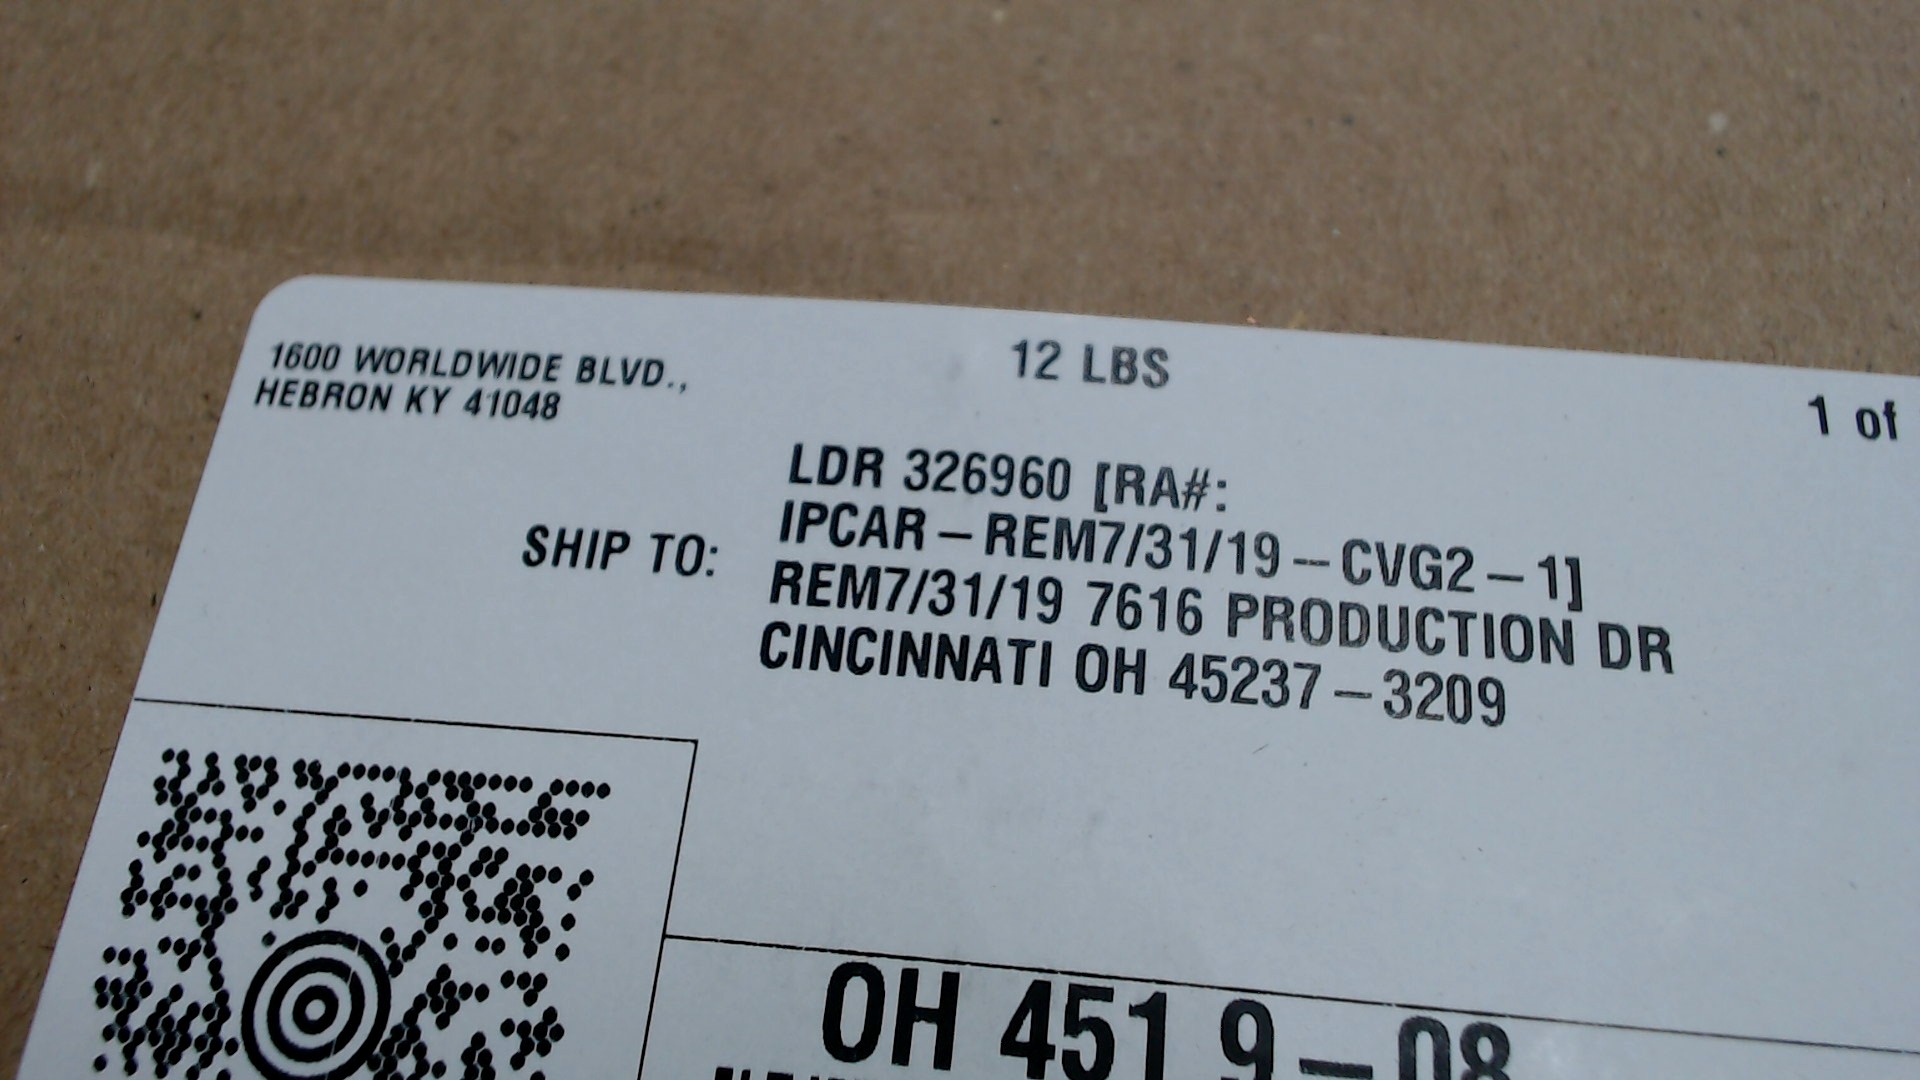 1600 WORLDWIDE BLVD.,
HEBRON KY 41048
12 LBS
1 of
SHIP TO:
LDR 326960 [RA#:
IPCAR-REM7/31/19-CVG2-1]
REM7/31/19 7616 PRODUCTION DR
CINCINNATI OH 45237-3209
OH 451 9-08